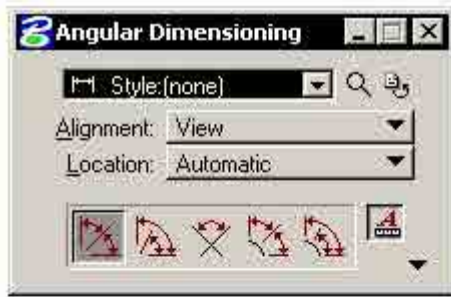 Angular Dimensioning
Style:(none)
Alignment: View
Location: Automatic
A